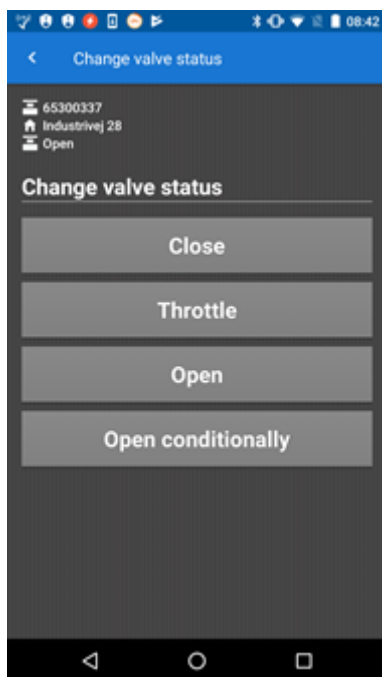 08:42
Change valve status
65300337
Industrivej 28
Open
Change valve status
Close
Throttle
Open
Open conditionally